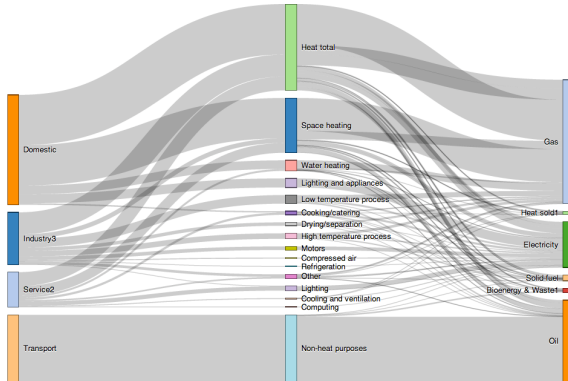 Heat total
Domestic
Space heating
Gas
Water heating
Lighting and appliances
Low temperature process
Cooking/catering
Heat sold1
Drying/separation
Industry3
High temperature process
Electricity
Motors
Compressed air
Refrigeration
Other
Solid fuel
Service2
Lighting
Bioenergy & Waste1
Cooling and ventilation
Computing
Transport
Non-heat purposes
Oil